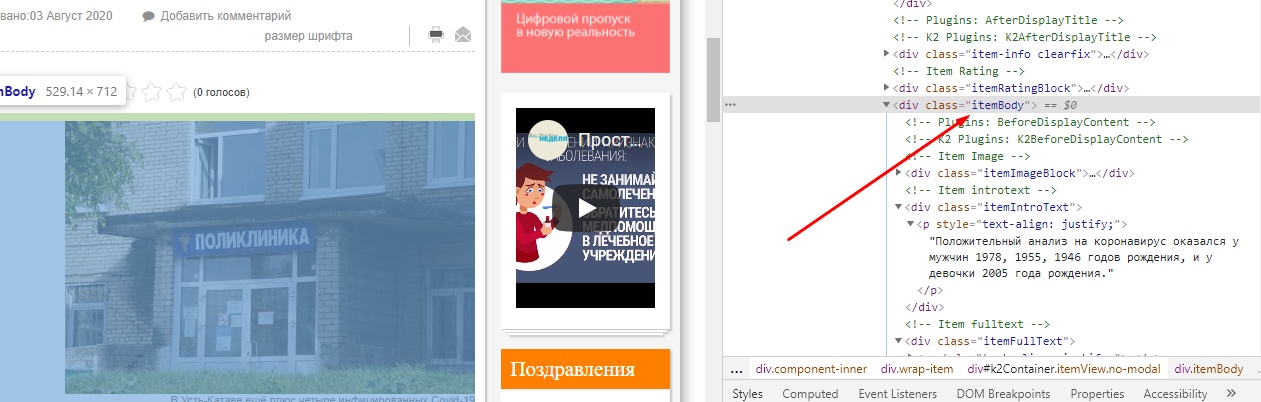 вано:03 Август 2020 Добавить комментарий
размер шрифта
mBody 529.14 × 712
(0 голосов)
ПОЛИКЛИНИКА
В Усть-Катаве ещё плюс четыре инфицированных Covid-19
Цифровой пропуск
в новую реальность
Прост...
НЕДЕЛЯ
ЗАБОЛЕВАНИЯ:
НЕ ЗАНИМАЙ
САМОЛЕЧЕН
ОБРАТИТЕСЬ
МЕДПОМОЩ
В ЛЕЧЕБНОЕ
УЧРЕЖДЕНИ
Поздравления
</div>
<!-- Plugins: AfterDisplayTitle -->
<!-- K2 Plugins: K2AfterDisplayTitle -->
<div class="item-info clearfix">…</div>
<!-- Item Rating -->
<div class="itemRatingBlock">…</div>
<div class="itemBody"> == $0
<!-- Plugins: BeforeDisplayContent -->
<!-- K2 Plugins: K2BeforeDisplayContent -->
<!-- Item Image -->
<div class="itemImageBlock">…</div>
<!-- Item introtext -->
<div class="itemIntroText">
<p style="text-align: justify;">
"Положительный анализ на коронавирус оказался у
мужчин 1978, 1955, 1946 годов рождения, и у
девочки 2005 года рождения."
</p>
</div>
<!-- Item fulltext -->
<div class="itemFullText">
... div.component-inner div.wrap-item div#k2Container.itemView.no-modal div.itemBody
Styles Computed Event Listeners DOM Breakpoints Properties Accessibility »